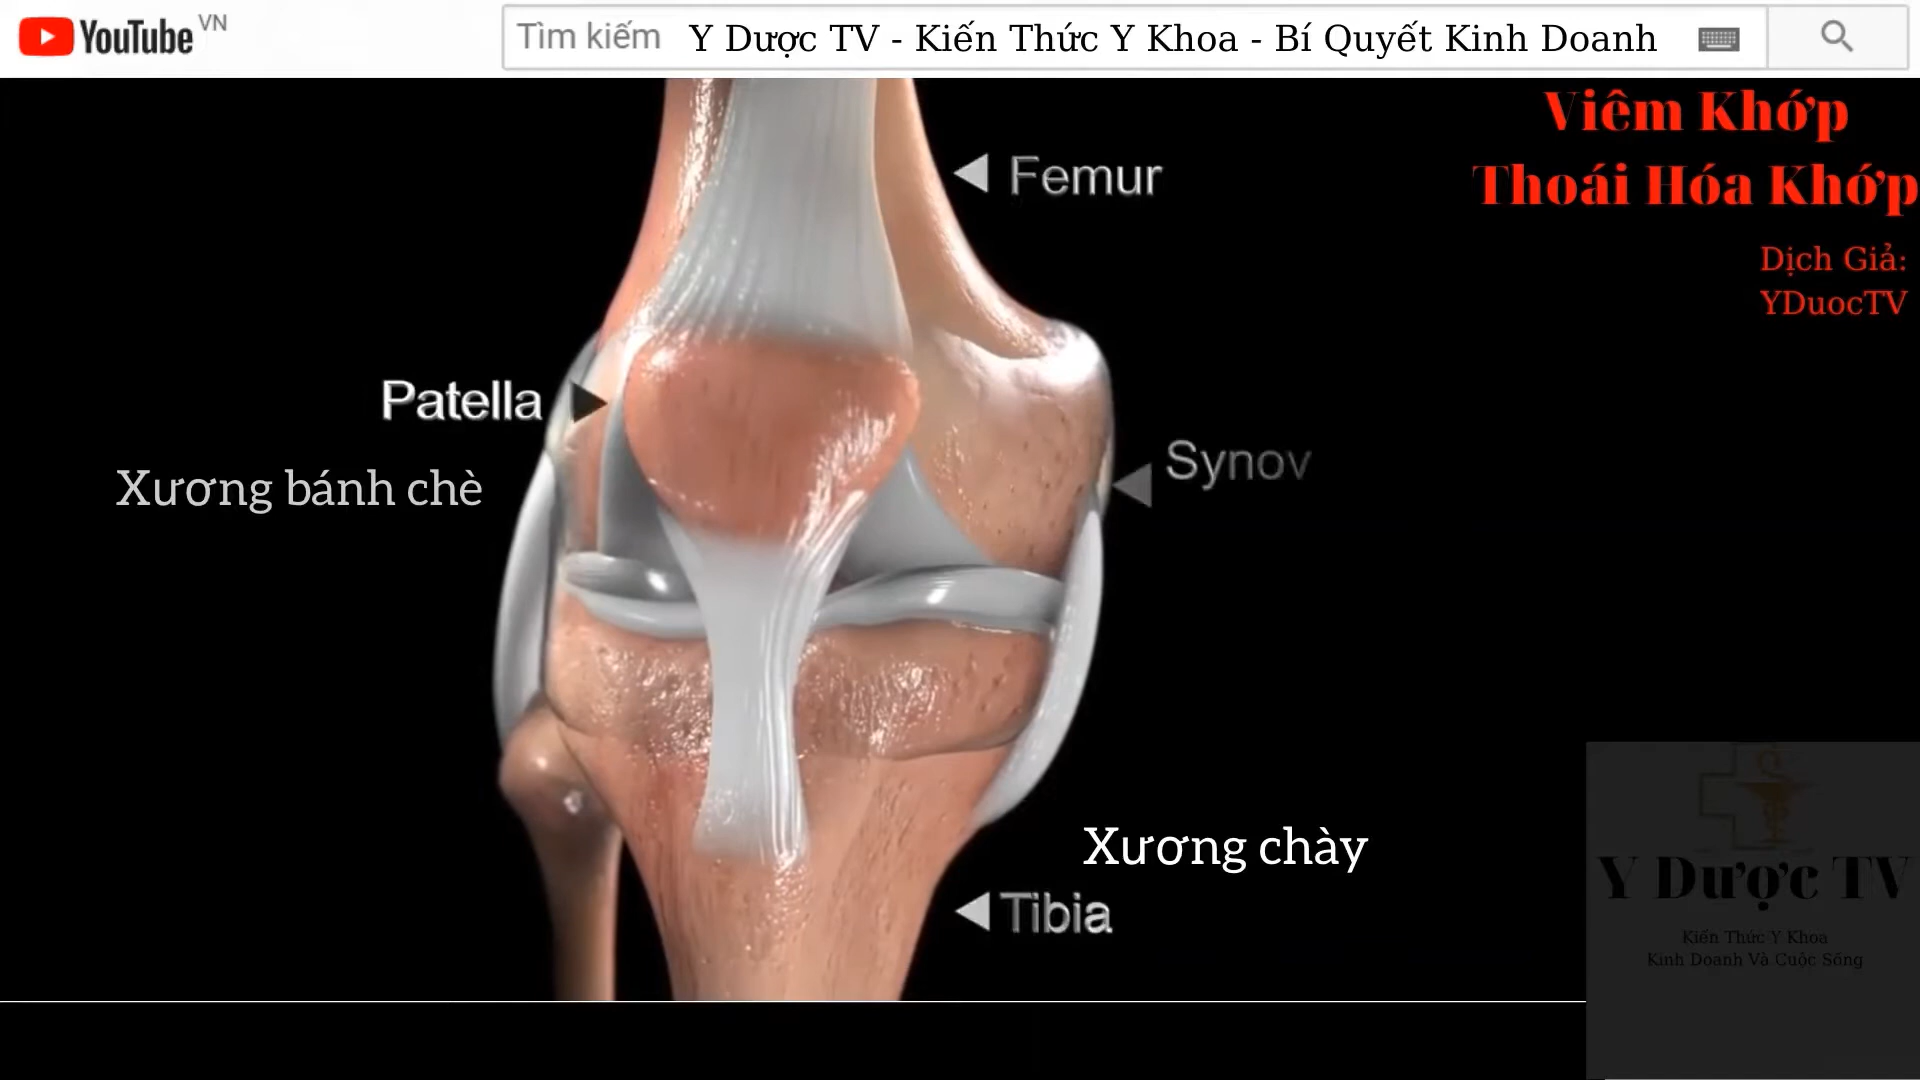 YouTube VN
Tìm kiếm Y Dược TV - Kiến Thức Y Khoa - Bí Quyết Kinh Doanh
Viêm Khớp
Thoái Hóa Khớp
Dịch Giả:
YDuocTV
Femur
Patella
Xương bánh chè
Synov
Xương chày
Tibia
Y Dược TV
Kiến Thức Y Khoa
Kinh Doanh Và Cuộc Sống